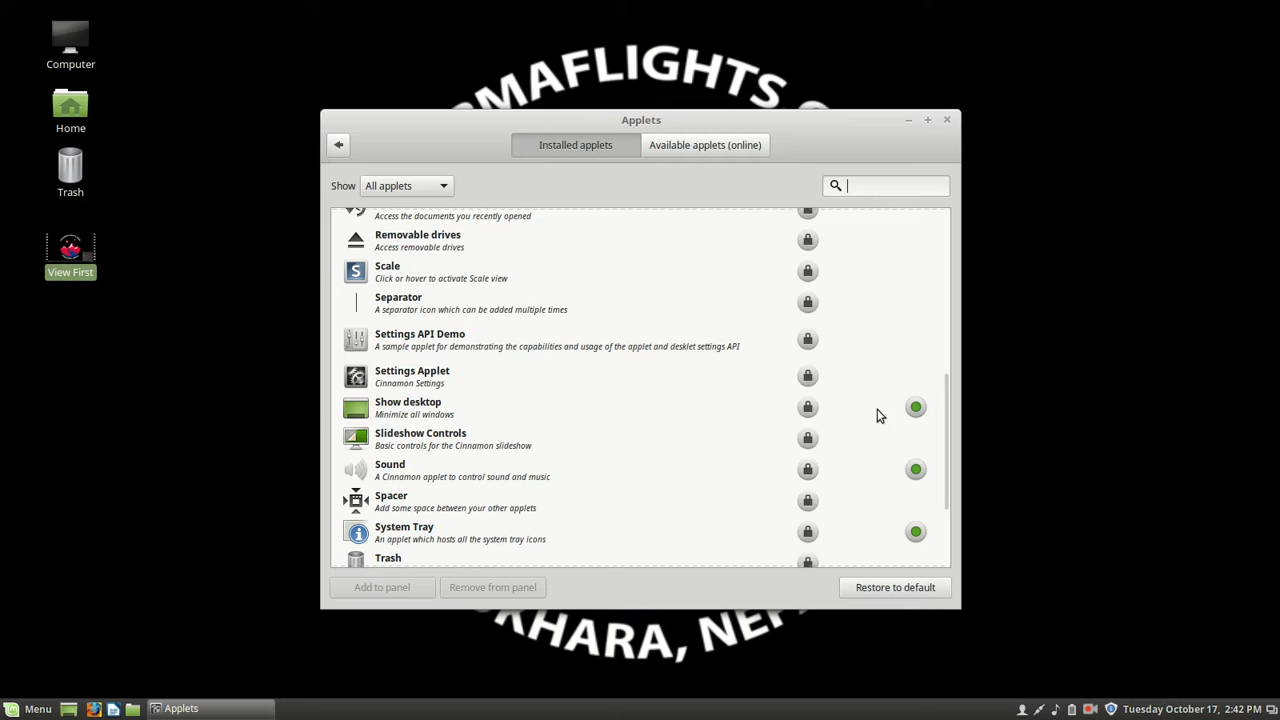 Computer
Home
Trash
View First
MAFLIGHTS
Applets
Installed applets
Available applets (online)
Show
All applets
Access the documents you recently opened
Removable drives
Access removable drives
Scale
Click or hover to activate Scale view
Separator
A separator icon which can be added multiple times
Settings API Demo
A sample applet for demonstrating the capabilities and usage of the applet and desklet settings API
Settings Applet
Cinnamon Settings
Show desktop
Minimize all windows
Slideshow Controls
Basic controls for the Cinnamon slideshow
Sound
A Cinnamon applet to control sound and music
Spacer
Add some space between your other applets
System Tray
An applet which hosts all the system tray icons
Trash
Add to panel
Remove from panel
Restore to default
KHARA, NEP
Menu
Applets
Tuesday October 17, 2:42 PM